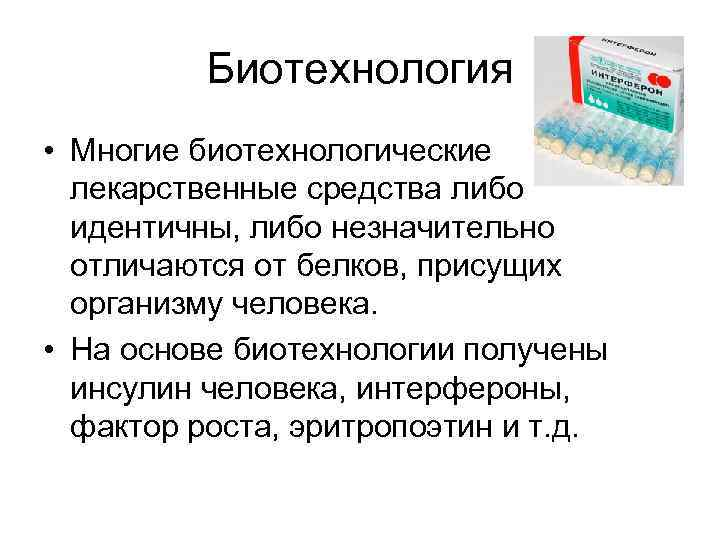 Биотехнология
ИНТЕРФЕРОН
ИНТЕРФЕРОН
• Многие биотехнологические
лекарственные средства либо
идентичны, либо незначительно
отличаются от белков, присущих
организму человека.
• На основе биотехнологии получены
инсулин человека, интерфероны,
фактор роста, эритропоэтин и т.д.